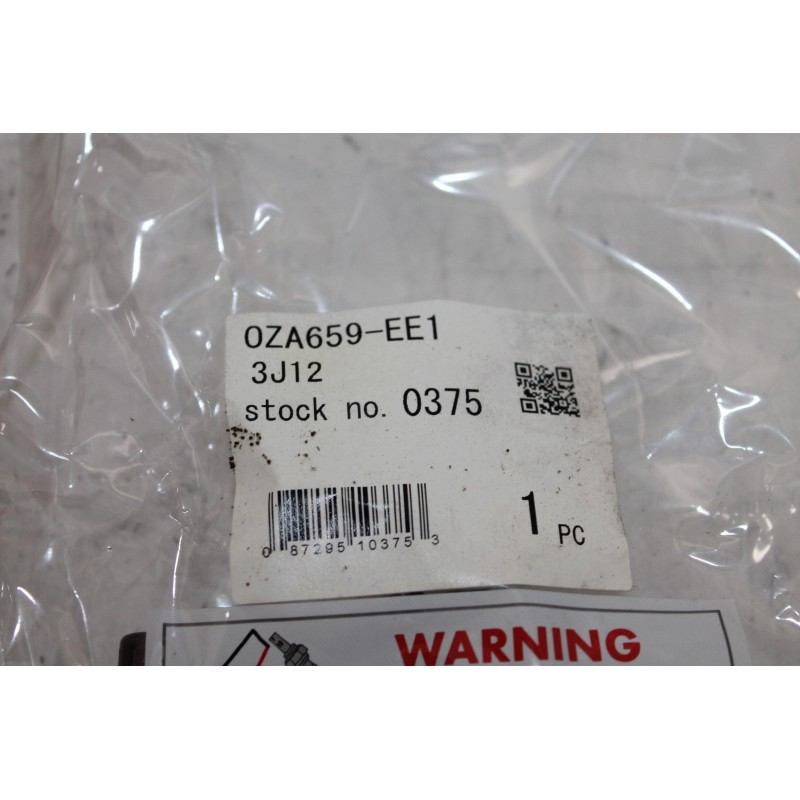 OZA659-EE1
3J12
stock no. 0375
1 PC
0 87295 10375 3
WARNING